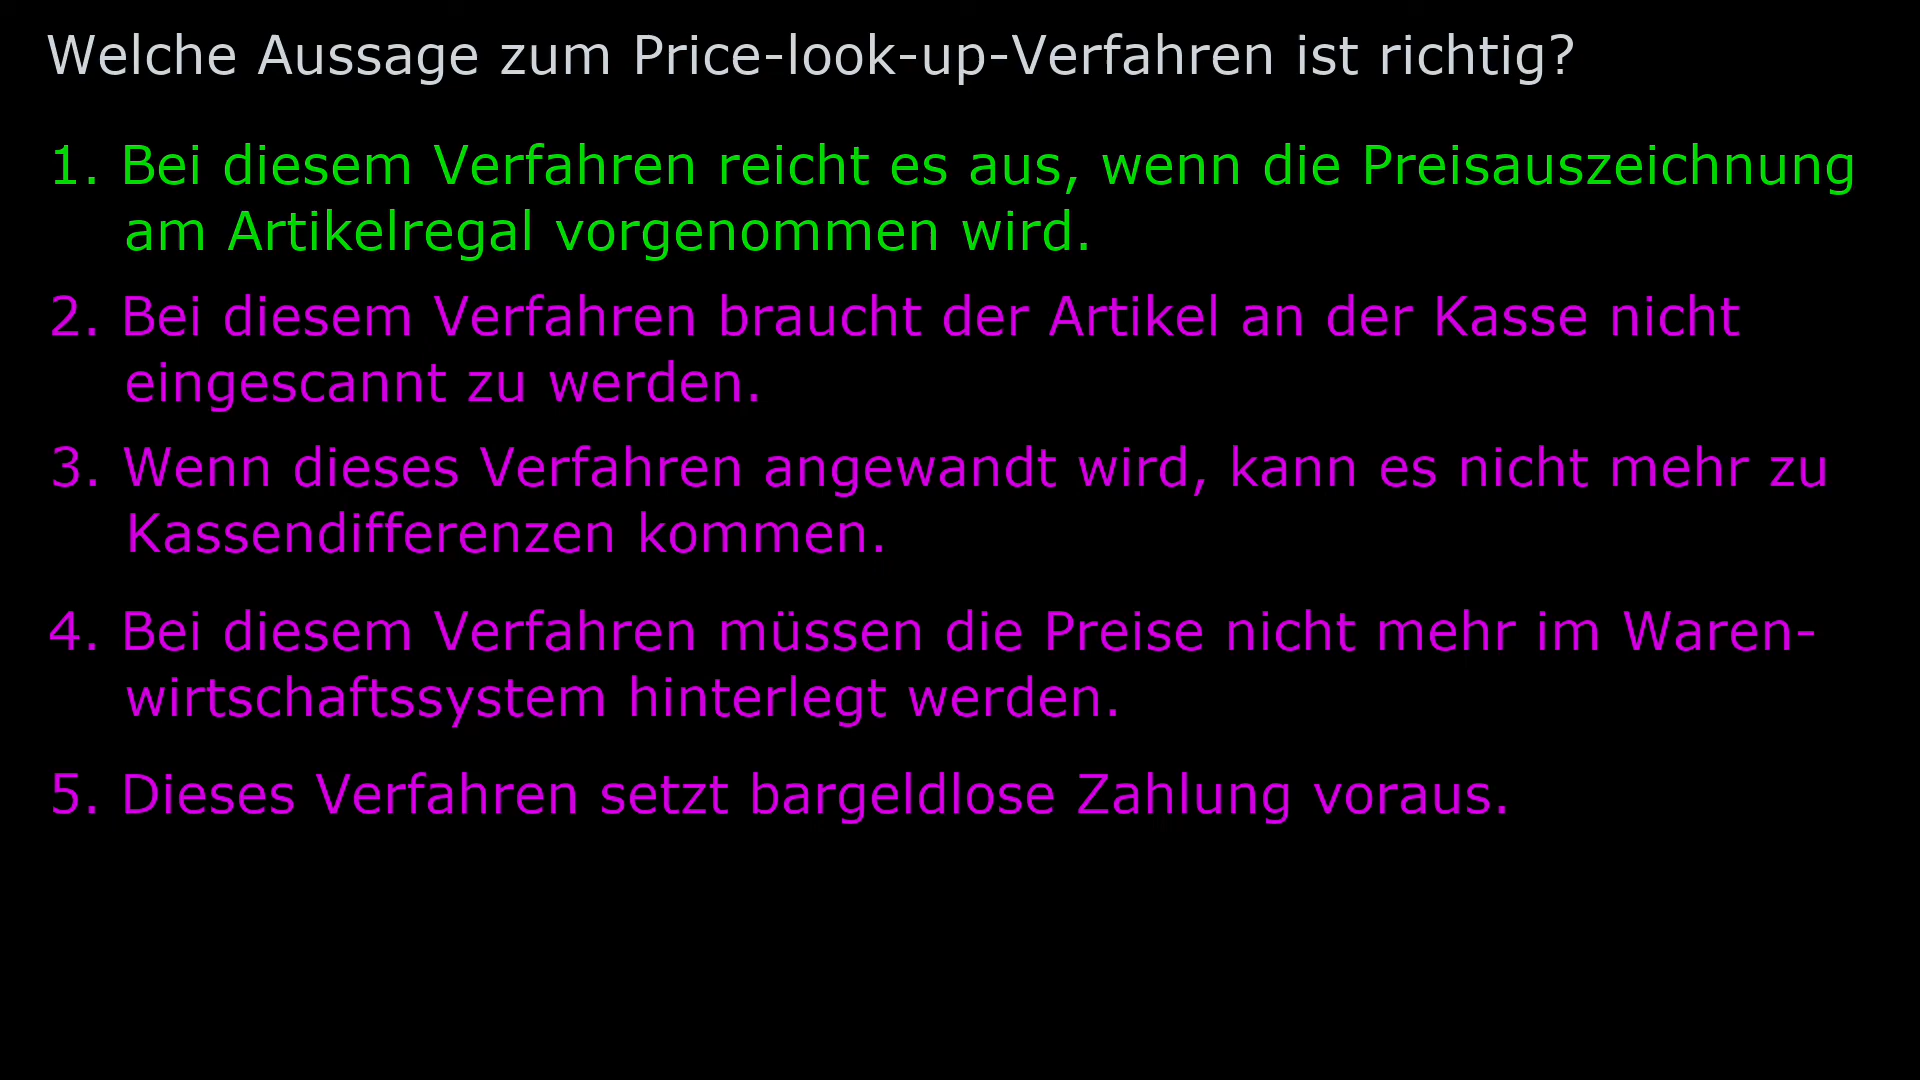 Welche Aussage zum Price-look-up-Verfahren ist richtig?
1. Bei diesem Verfahren reicht es aus, wenn die Preisauszeichnung
am Artikelregal vorgenommen wird.
2. Bei diesem Verfahren braucht der Artikel an der Kasse nicht
eingescannt zu werden.
3. Wenn dieses Verfahren angewandt wird, kann es nicht mehr zu
Kassendifferenzen kommen.
4. Bei diesem Verfahren müssen die Preise nicht mehr im Waren-
wirtschaftssystem hinterlegt werden.
5. Dieses Verfahren setzt bargeldlose Zahlung voraus.